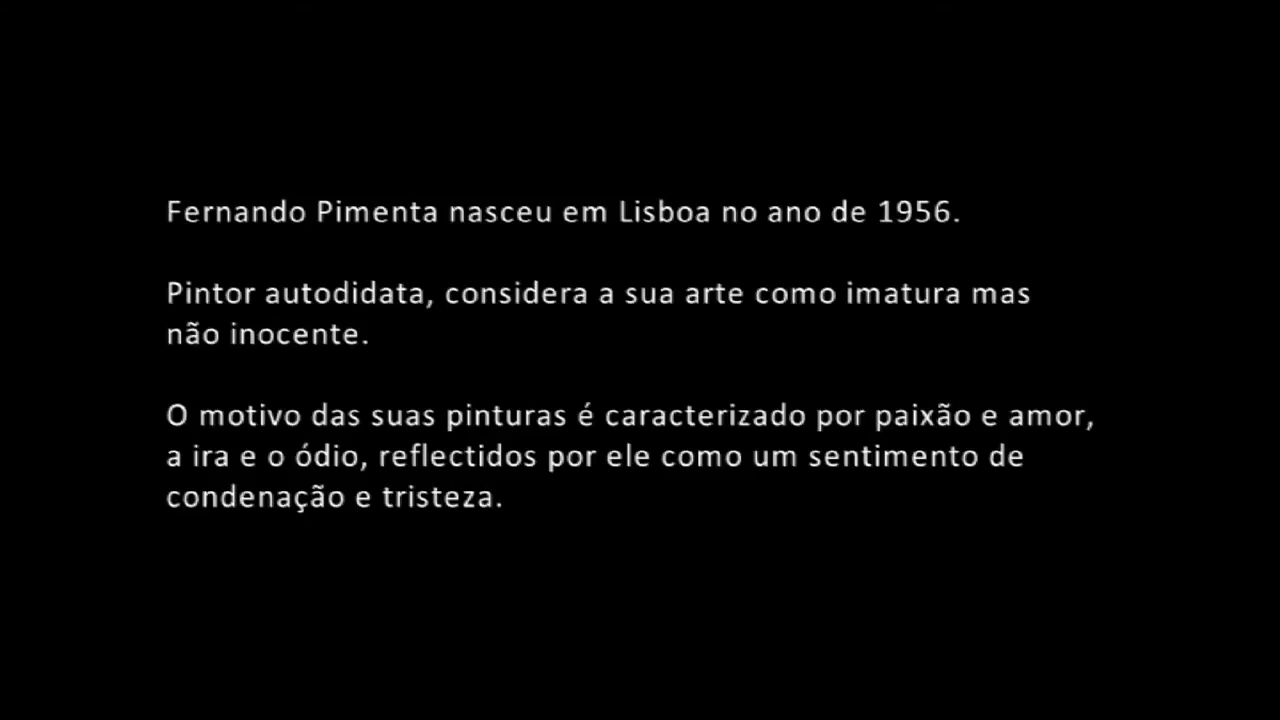 Fernando Pimenta nasceu em Lisboa no ano de 1956.
Pintor autodidata, considera a sua arte como imatura mas
não inocente.
O motivo das suas pinturas é caracterizado por paixão e amor,
a ira e o ódio, reflectidos por ele como um sentimento de
condenação e tristeza.